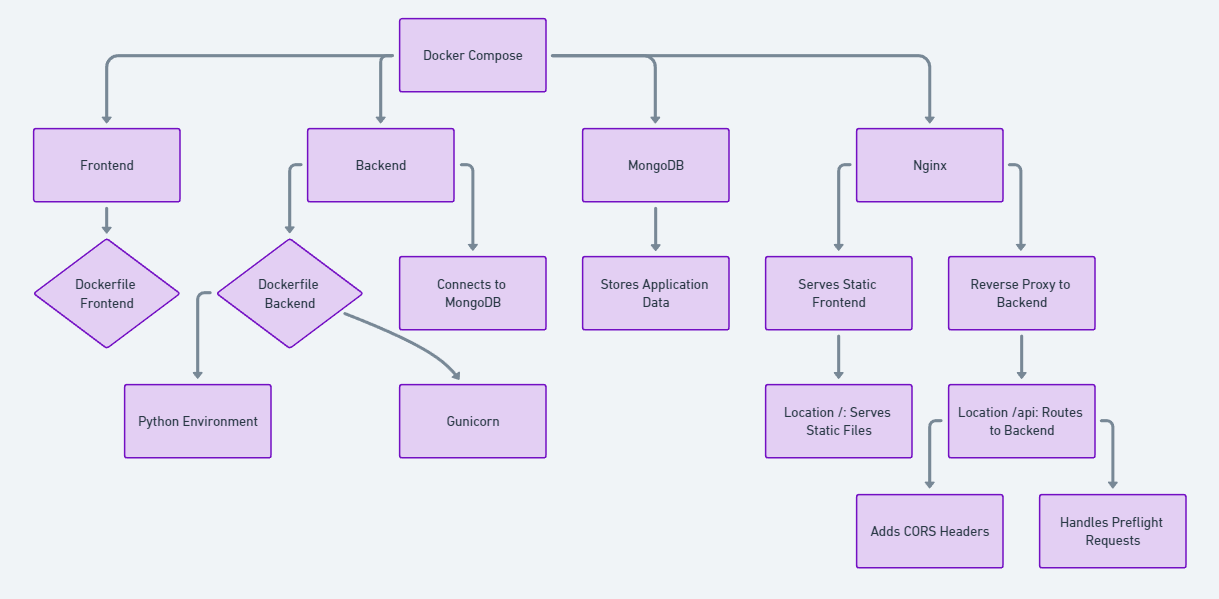 Docker Compose
Frontend
Backend
MongoDB
Nginx
Dockerfile
Frontend
Dockerfile
Backend
Connects to
MongoDB
Stores Application
Data
Serves Static
Frontend
Reverse Proxy to
Backend
Python Environment
Gunicorn
Location /: Serves
Static Files
Location /api: Routes
to Backend
Adds CORS Headers
Handles Preflight
Requests